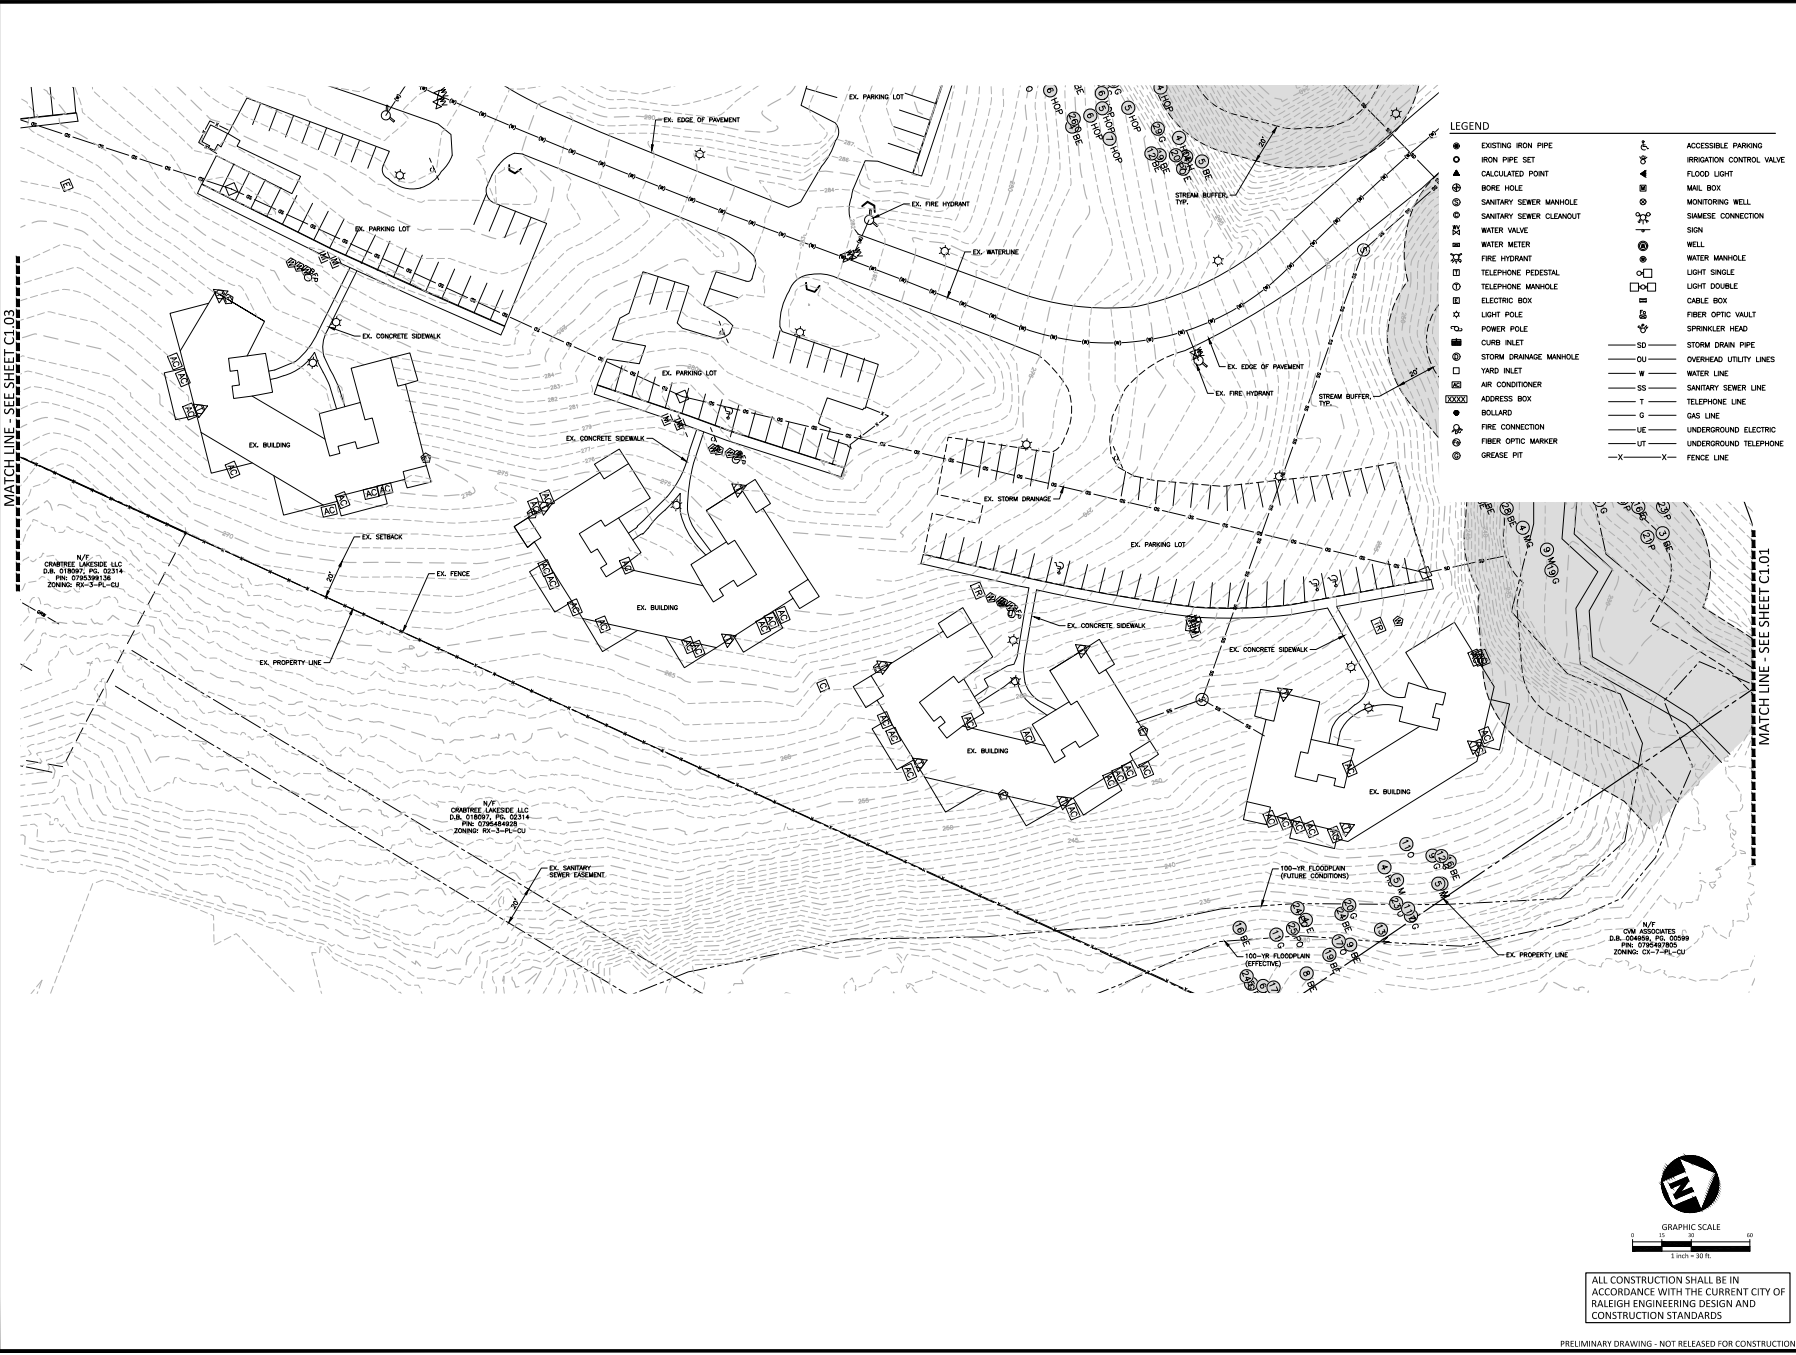 EX. PARKING LOT
EX. EDGE OF PAVEMENT
EX. FIRE HYDRANT
STREAM BUFFER,
TYP.
20'
EX. PARKING LOT
EX. WATERLINE
EX. CONCRETE SIDEWALK
EX. PARKING LOT
EX. EDGE OF PAVEMENT
EX. FIRE HYDRANT
STREAM BUFFER,
TYP.
20'
EX. BUILDING
EX. CONCRETE SIDEWALK
EX. STORM DRAINAGE
EX. PARKING LOT
MATCH LINE - SEE SHEET C1.03
EX. SETBACK
20'
EX. FENCE
N/F
CRABTREE LAKESIDE LLC
D.B. 018097, PG. 02314
PIN: 0795399136
ZONING: RX-3-PL-CU
EX. BUILDING
EX. PROPERTY LINE
EX. CONCRETE SIDEWALK
EX. CONCRETE SIDEWALK
EX. BUILDING
EX. BUILDING
MATCH LINE - SEE SHEET C1.01
N/F
CRABTREE LAKESIDE LLC
D.B. 018097, PG. 02314
PIN: 0795484928
ZONING: RX-3-PL-CU
EX. SANITARY
SEWER EASEMENT
20'
100-YR FLOODPLAIN
(FUTURE CONDITIONS)
100-YR FLOODPLAIN
(EFFECTIVE)
EX. PROPERTY LINE
N/F
CVM ASSOCIATES
D.B. 004959, PG. 00599
PIN: 0795497805
ZONING: CX-7-PL-CU
LEGEND
EXISTING IRON PIPE
IRON PIPE SET
CALCULATED POINT
BORE HOLE
SANITARY SEWER MANHOLE
SANITARY SEWER CLEANOUT
WATER VALVE
WATER METER
FIRE HYDRANT
TELEPHONE PEDESTAL
TELEPHONE MANHOLE
ELECTRIC BOX
LIGHT POLE
POWER POLE
CURB INLET
STORM DRAINAGE MANHOLE
YARD INLET
AC AIR CONDITIONER
XXXX ADDRESS BOX
BOLLARD
FIRE CONNECTION
FIBER OPTIC MARKER
GREASE PIT
ACCESSIBLE PARKING
IRRIGATION CONTROL VALVE
FLOOD LIGHT
MAIL BOX
MONITORING WELL
SIAMESE CONNECTION
SIGN
WELL
WATER MANHOLE
LIGHT SINGLE
LIGHT DOUBLE
CABLE BOX
FIBER OPTIC VAULT
SPRINKLER HEAD
SD STORM DRAIN PIPE
OU OVERHEAD UTILITY LINES
W WATER LINE
SS SANITARY SEWER LINE
T TELEPHONE LINE
G GAS LINE
UE UNDERGROUND ELECTRIC
UT UNDERGROUND TELEPHONE
X X FENCE LINE
N
GRAPHIC SCALE
0 15 30 60
1 inch = 30 ft.
ALL CONSTRUCTION SHALL BE IN
ACCORDANCE WITH THE CURRENT CITY OF
RALEIGH ENGINEERING DESIGN AND
CONSTRUCTION STANDARDS
PRELIMINARY DRAWING - NOT RELEASED FOR CONSTRUCTION